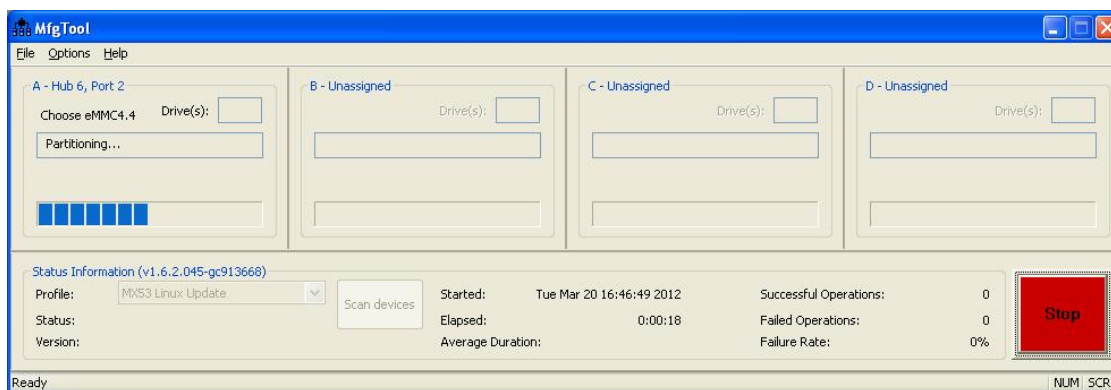 MfgTool
File Options Help
A - Hub 6, Port 2
Choose eMMC4.4 Drive(s):
Partitioning...
B - Unassigned
Drive(s):
C - Unassigned
Drive(s):
D - Unassigned
Drive(s):
Status Information (v1.6.2.045-gc913668)
Profile: MX53 Linux Update
Status:
Version:
Scan devices
Started: Tue Mar 20 16:46:49 2012
Elapsed: 0:00:18
Average Duration:
Successful Operations: 0
Failed Operations: 0
Failure Rate: 0%
Stop
Ready NUM SCR